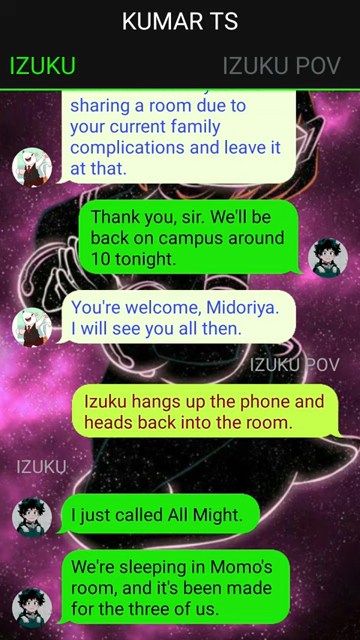 KUMAR TS
IZUKU
IZUKU POV
sharing a room due to
your current family
complications and leave it
at that.
Thank you, sir. We'll be
back on campus around
10 tonight.
You're welcome, Midoriya.
I will see you all then.
IZUKU POV
Izuku hangs up the phone and
heads back into the room.
IZUKU
I just called All Might.
We're sleeping in Momo's
room, and it's been made
for the three of us.